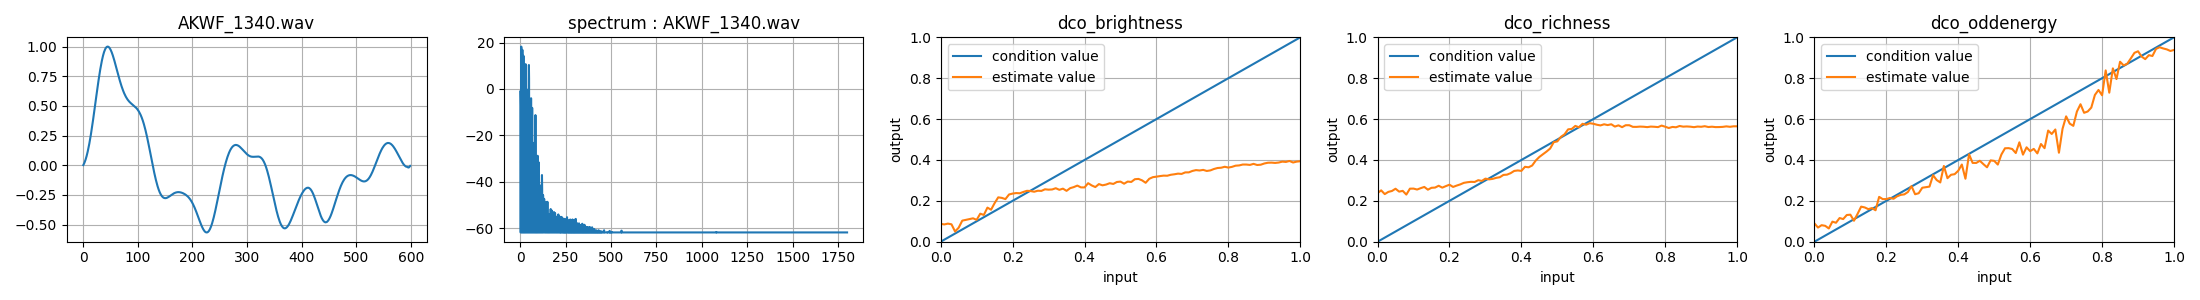 AKWF_1340.wav
1.00
0.75
0.50
0.25
0.00
−0.25
−0.50
0 100 200 300 400 500 600
spectrum : AKWF_1340.wav
20
0
−20
−40
−60
0 250 500 750 1000 1250 1500 1750
dco_brightness
condition value
estimate value
output
1.0
0.8
0.6
0.4
0.2
0.0
0.0 0.2 0.4 0.6 0.8 1.0
input
dco_richness
condition value
estimate value
output
1.0
0.8
0.6
0.4
0.2
0.0
0.0 0.2 0.4 0.6 0.8 1.0
input
dco_oddenergy
condition value
estimate value
output
1.0
0.8
0.6
0.4
0.2
0.0
0.0 0.2 0.4 0.6 0.8 1.0
input